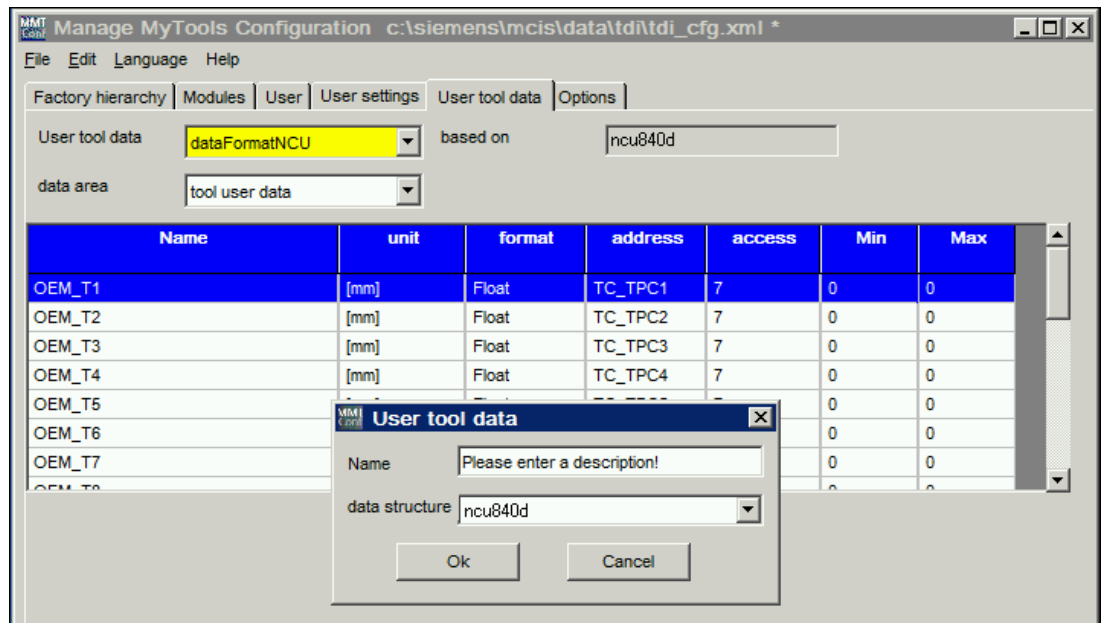 MMT Conf Manage MyTools Configuration c:\siemens\mcis\data\tdi\tdi_cfg.xml *
File Edit Language Help
Factory hierarchy Modules User User settings User tool data Options
User tool data dataFormatNCU based on ncu840d
data area tool user data
Name unit format address access Min Max
OEM_T1 [mm] Float TC_TPC1 7 0 0
OEM_T2 [mm] Float TC_TPC2 7 0 0
OEM_T3 [mm] Float TC_TPC3 7 0 0
OEM_T4 [mm] Float TC_TPC4 7 0 0
OEM_T5 0 0
OEM_T6 0 0
OEM_T7 0 0
MMT Conf User tool data
Name Please enter a description!
data structure ncu840d
Ok Cancel